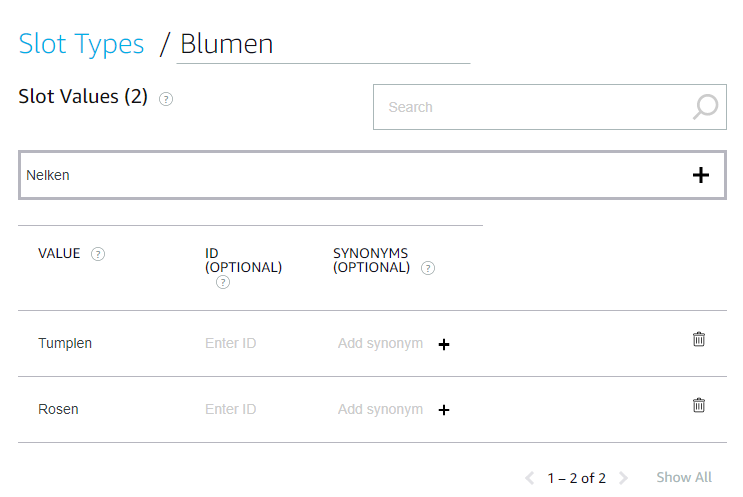 Slot Types / Blumen
Slot Values (2) ?
Search
Nelken
VALUE ? ID (OPTIONAL) ? SYNONYMS (OPTIONAL) ?
Tumplen Enter ID Add synonym
Rosen Enter ID Add synonym
1 – 2 of 2 Show All